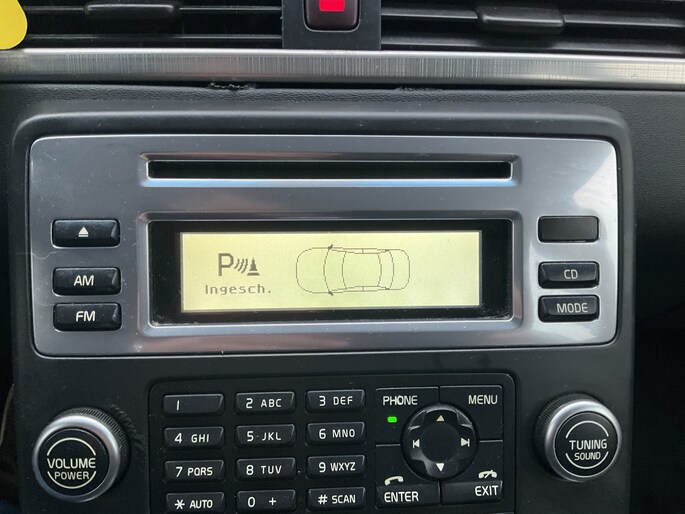 P
Ingesch.
AM
FM
CD
MODE
1
2 ABC
3 DEF
4 GHI
5 JKL
6 MNO
7 PQRS
8 TUV
9 WXYZ
* AUTO
0 +
# SCAN
PHONE
MENU
ENTER
EXIT
VOLUME
POWER
TUNING
SOUND